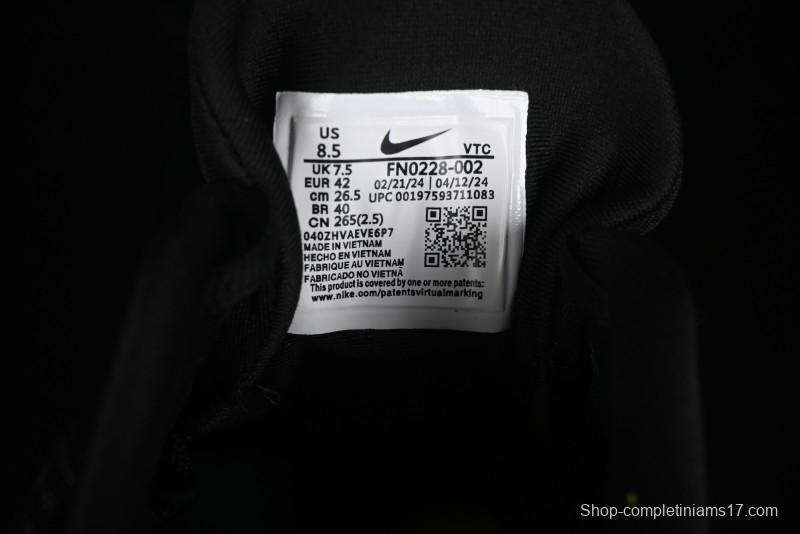 US
8.5
VTC
UK 7.5
FN0228-002
EUR 42
02/21/24 | 04/12/24
cm 26.5
UPC 00197593711083
BR 40
CN 265(2.5)
040ZHVAEVE6P7
MADE IN VIETNAM
HECHO EN VIETNAM
FABRIQUE AU VIETNAM
FABRICADO NO VIETNÃ
This product is covered by one or more patents:
www.nike.com/patentsvirtualmarking
Shop-completiniams17.com